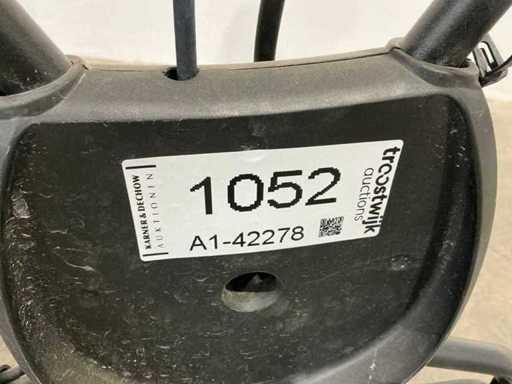 KARNER & DECHOW
AUKTIONEN
1052
A1-42278
troostwijk
auctions